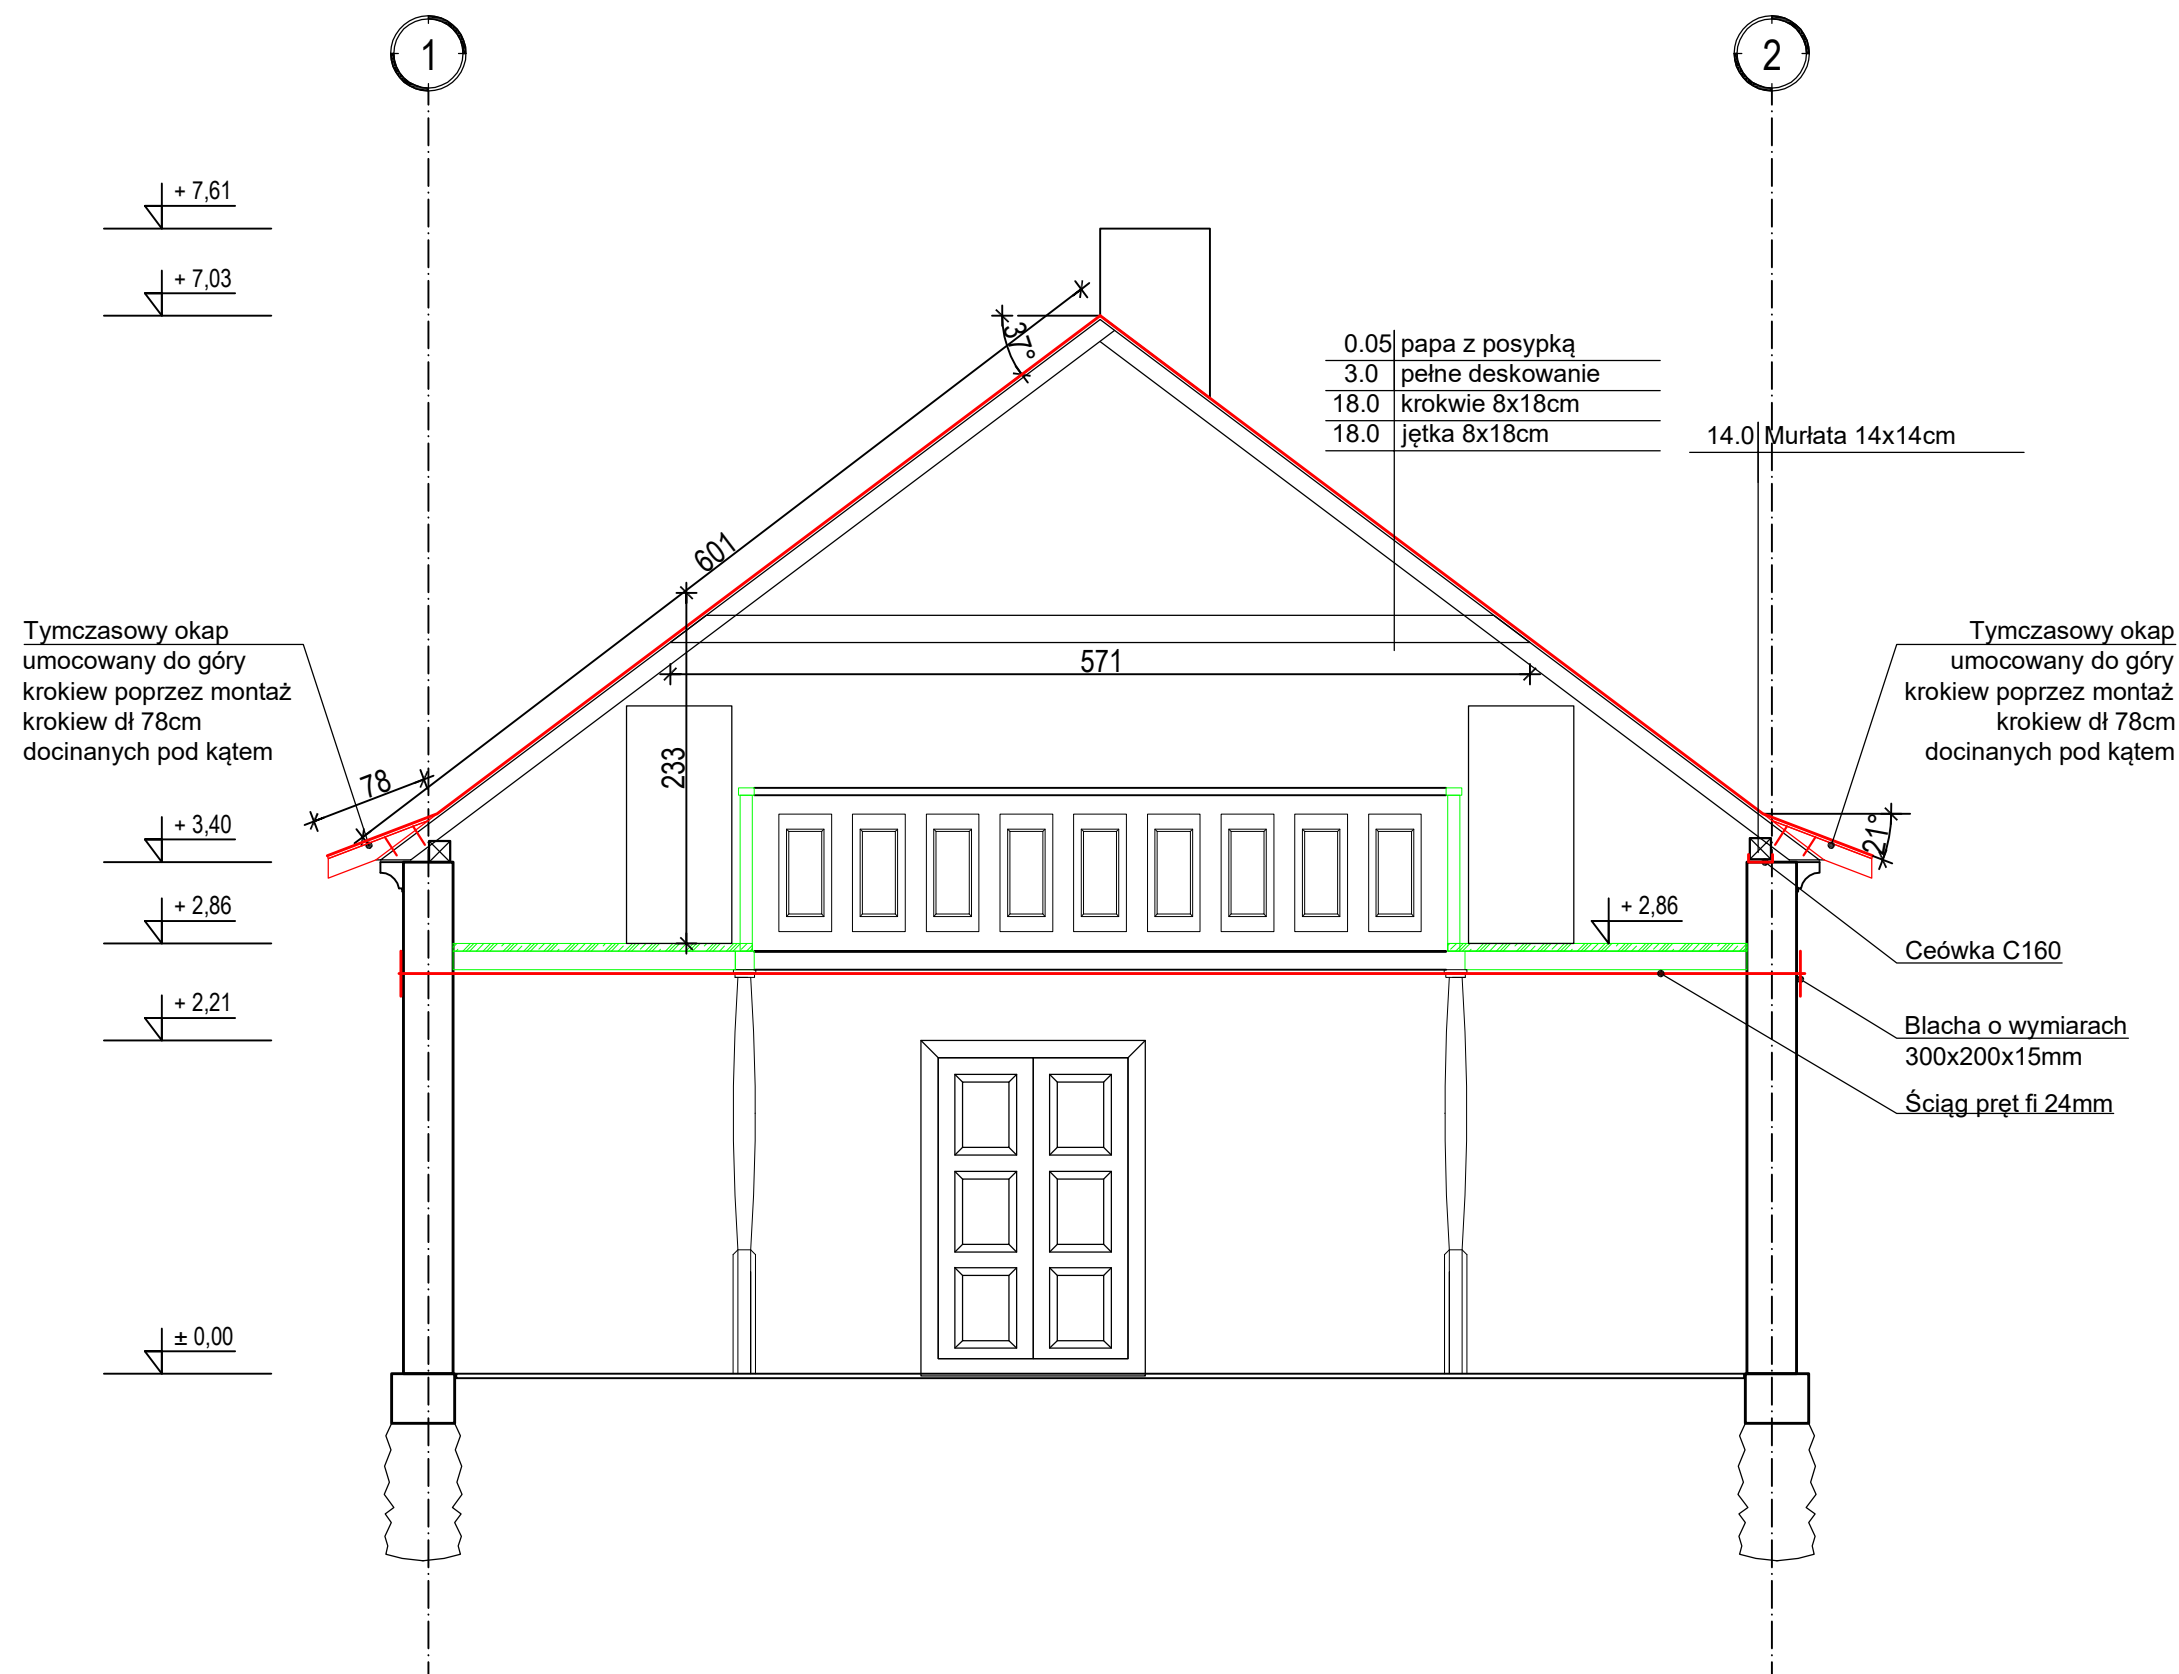 1
2
+ 7,61
+ 7,03
37°
0.05 papa z posypką
3.0 pełne deskowanie
18.0 krokwie 8x18cm
18.0 jętka 8x18cm
14.0 Murłata 14x14cm
601
Tymczasowy okap
umocowany do góry
krokiew poprzez montaż
krokiew dł 78cm
docinanych pod kątem
571
Tymczasowy okap
umocowany do góry
krokiew poprzez montaż
krokiew dł 78cm
docinanych pod kątem
233
78
+ 3,40
21°
+ 2,86
+ 2,86
Ceówka C160
+ 2,21
Blacha o wymiarach
300x200x15mm
Ściąg pręt fi 24mm
± 0,00